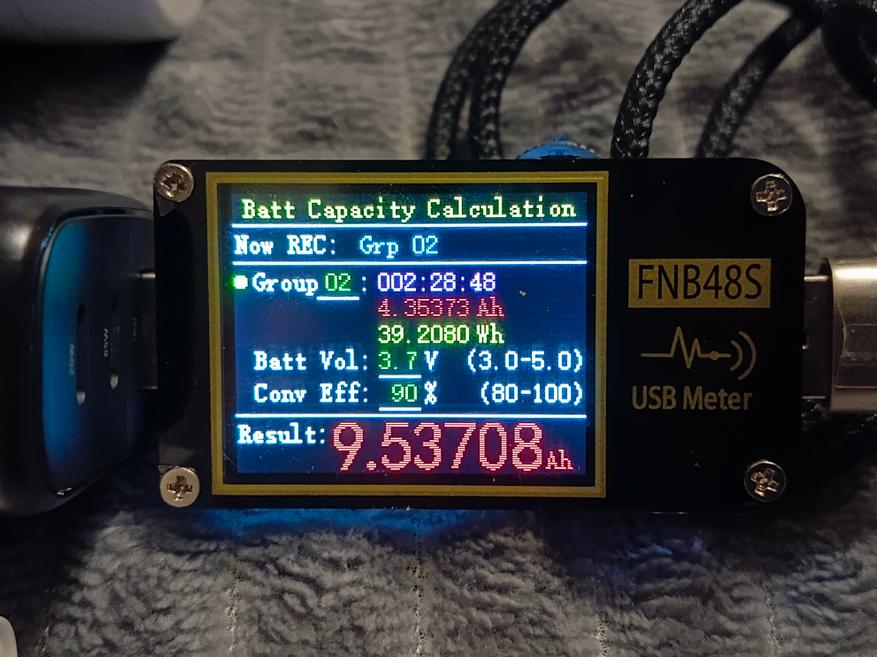 Batt Capacity Calculation
Now REC: Grp 02
Group 02 : 002:28:48
4.35373 Ah
39.2080 Wh
Batt Vol: 3.7 V (3.0-5.0)
Conv Eff: 90 % (80-100)
Result: 9.53708 Ah
FNB48S
USB Meter